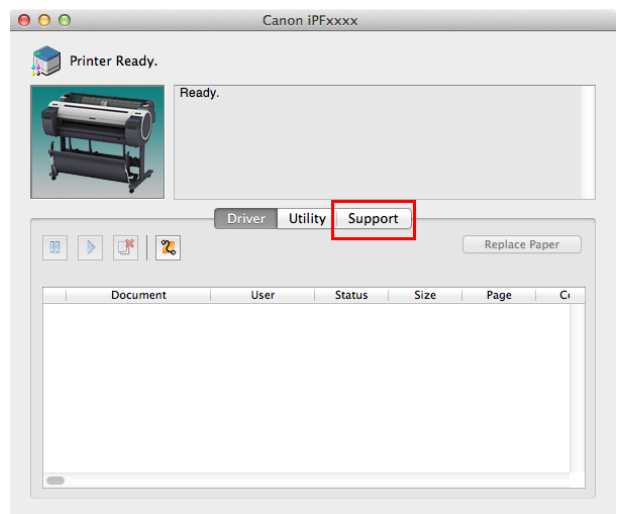 Canon iPFxxxx
Printer Ready.
Ready.
Driver Utility Support
Replace Paper
Document User Status Size Page